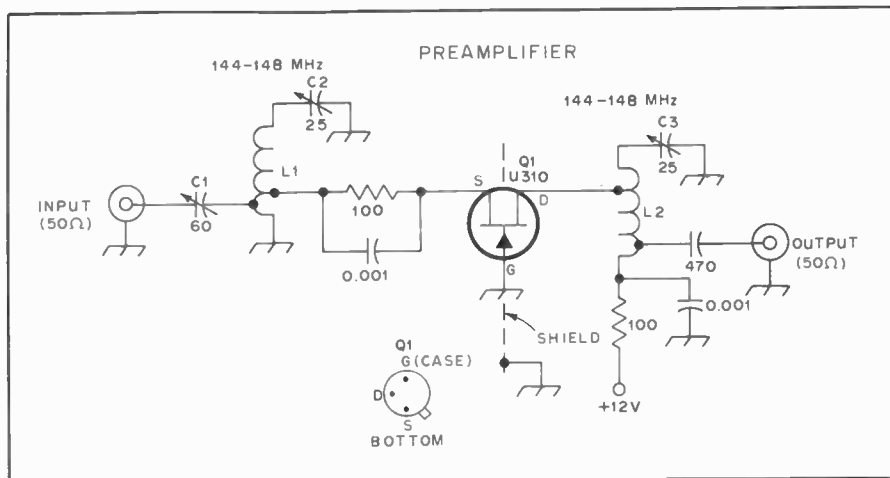 PREAMPLIFIER
144-148 MHz
C2
25
L1
C1
60
INPUT
(50Ω)
100
0.001
S
Q1
U310
D
G
144-148 MHz
C3
25
L2
470
OUTPUT
(50Ω)
0.001
100
+12V
SHIELD
Q1
G (CASE)
D
S
BOTTOM